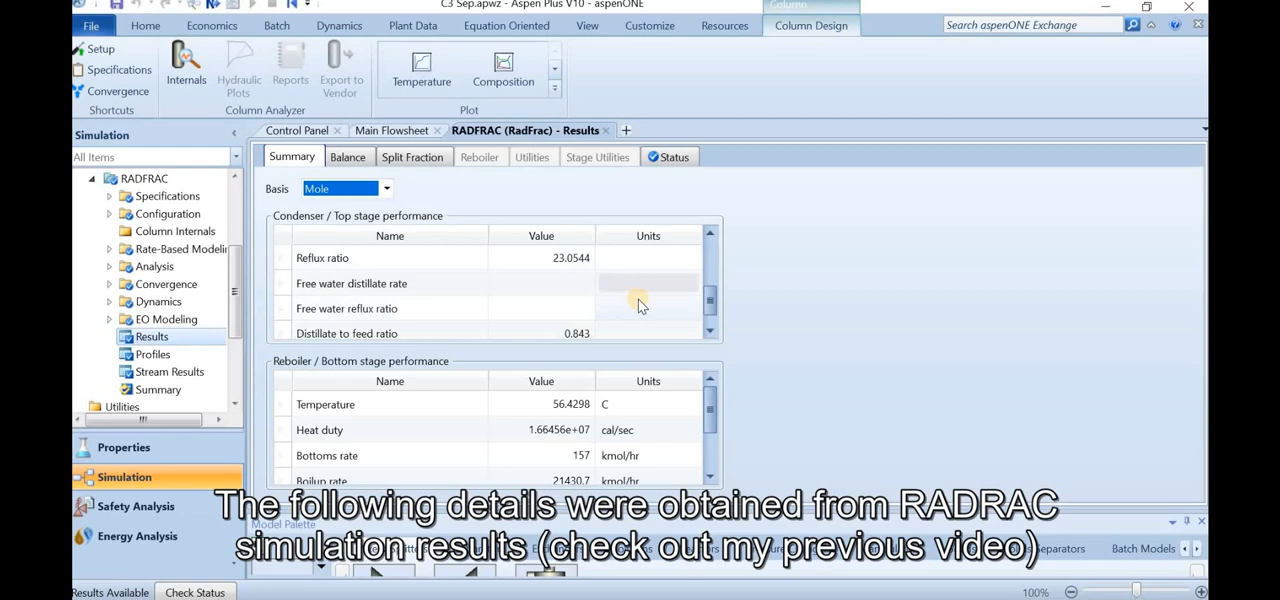 C3 Sep.apwz - Aspen Plus V10 - aspenONE
Column
File Home Economics Batch Dynamics Plant Data Equation Oriented View Customize Resources Column Design
Search aspenONE Exchange
Setup
Specifications
Convergence
Shortcuts
Internals
Hydraulic Plots
Reports
Export to Vendor
Column Analyzer
Temperature
Composition
Plot
Simulation
All Items
RADFRAC
Specifications
Configuration
Column Internals
Rate-Based Modeli
Analysis
Convergence
Dynamics
EO Modeling
Results
Profiles
Stream Results
Summary
Utilities
Properties
Simulation
Safety Analysis
Energy Analysis
Control Panel Main Flowsheet RADFRAC (RadFrac) - Results
Summary Balance Split Fraction Reboiler Utilities Stage Utilities Status
Basis Mole
Condenser / Top stage performance
Name Value Units
Reflux ratio 23.0544
Free water distillate rate
Free water reflux ratio
Distillate to feed ratio 0.843
Reboiler / Bottom stage performance
Name Value Units
Temperature 56.4298 C
Heat duty 1.66456e+07 cal/sec
Bottoms rate 157 kmol/hr
Boilup rate 21430.7 kmol/hr
The following details were obtained from RADRAC
simulation results (check out my previous video)
Model Palette
Separators Batch Models
Results Available Check Status
100%